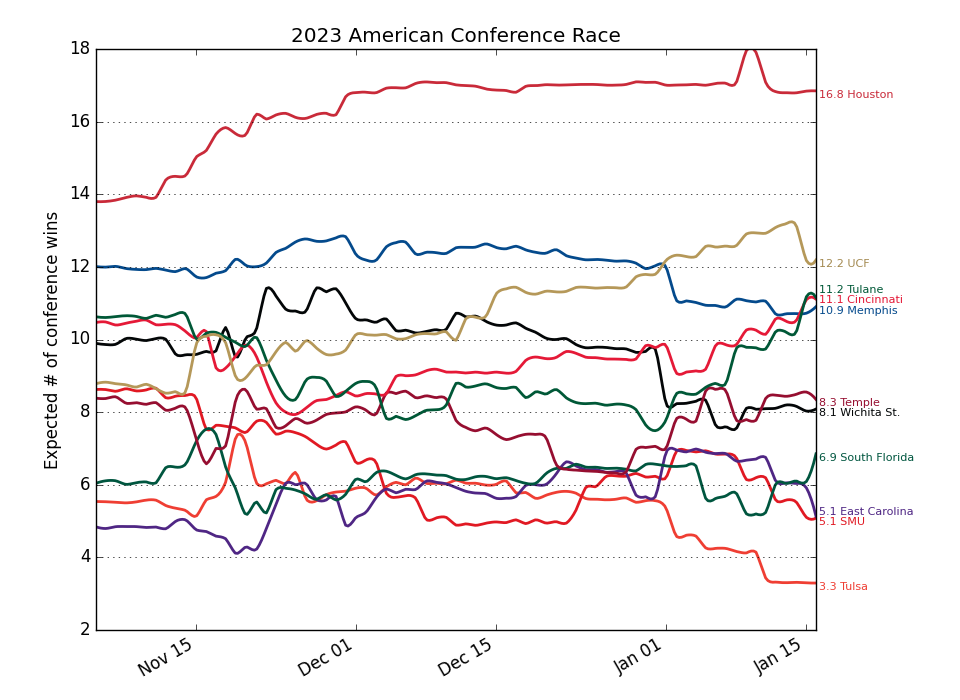 2023 American Conference Race
Expected # of conference wins
18
16
14
12
10
8
6
4
2
16.8 Houston
12.2 UCF
11.2 Tulane
11.1 Cincinnati
10.9 Memphis
8.3 Temple
8.1 Wichita St.
6.9 South Florida
5.1 East Carolina
5.1 SMU
3.3 Tulsa
Nov 15
Dec 01
Dec 15
Jan 01
Jan 15